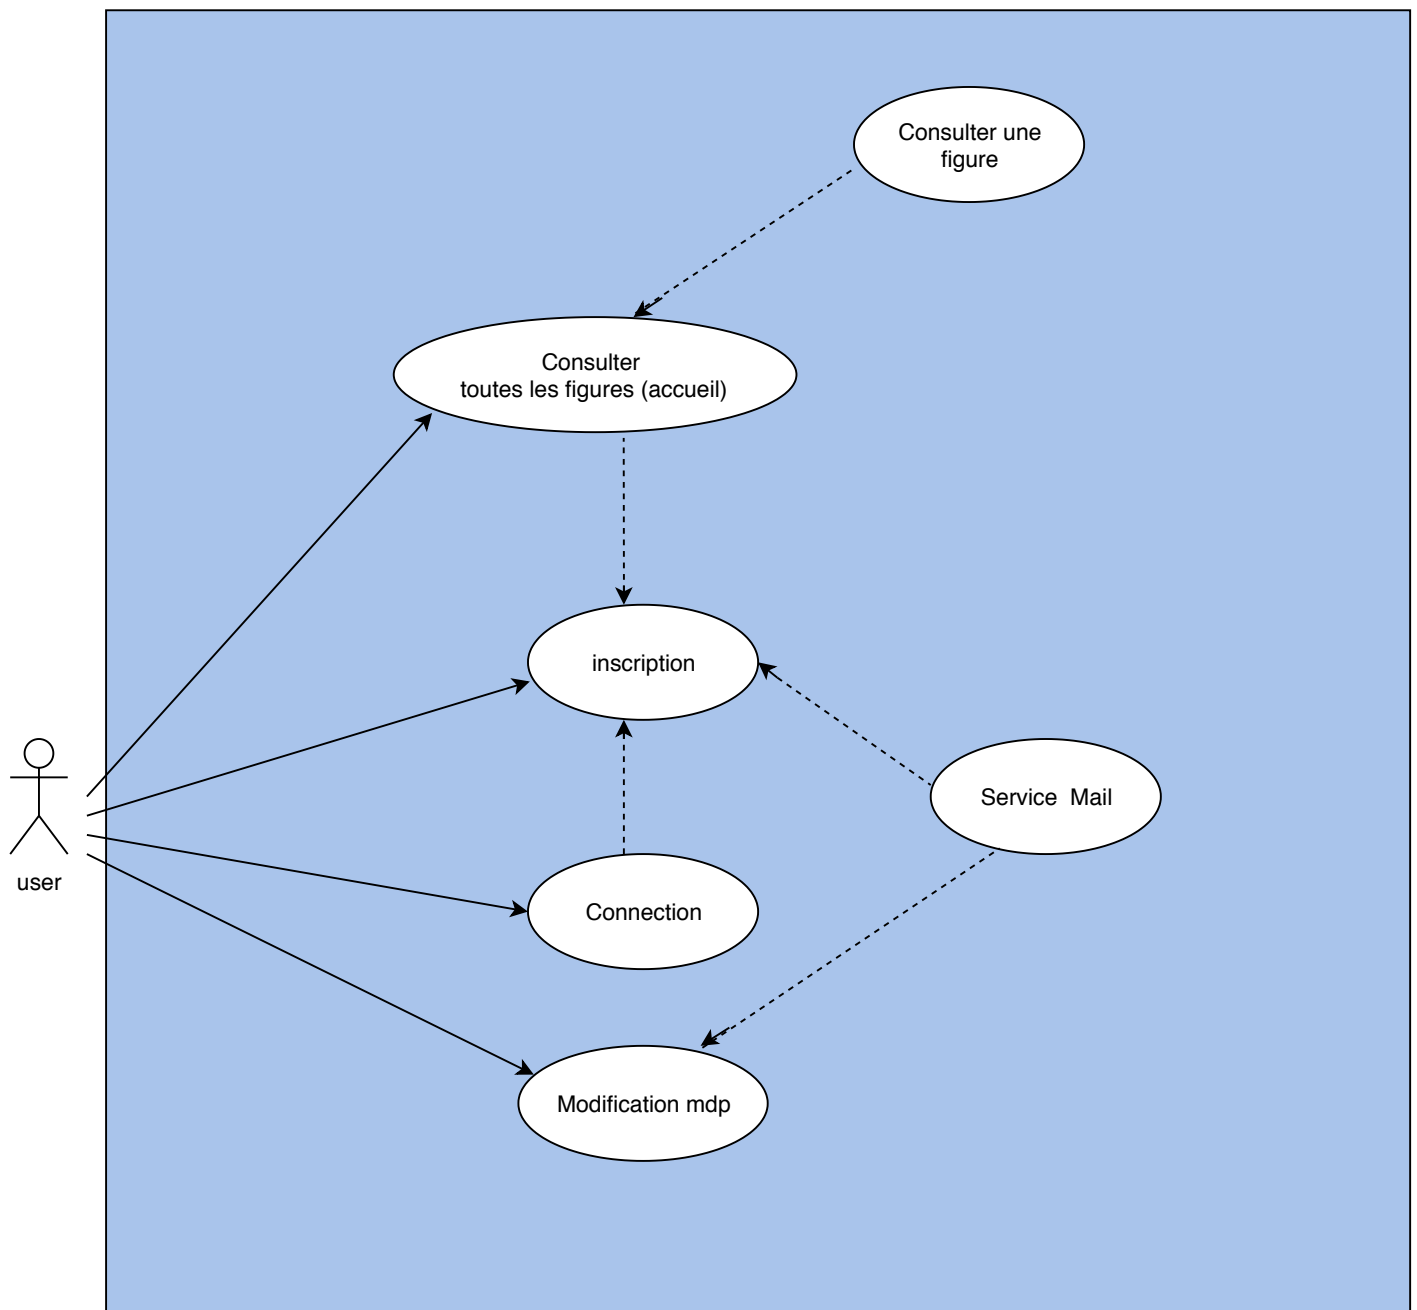 Consulter une
figure
Consulter
toutes les figures (accueil)
inscription
Service Mail
user
Connection
Modification mdp